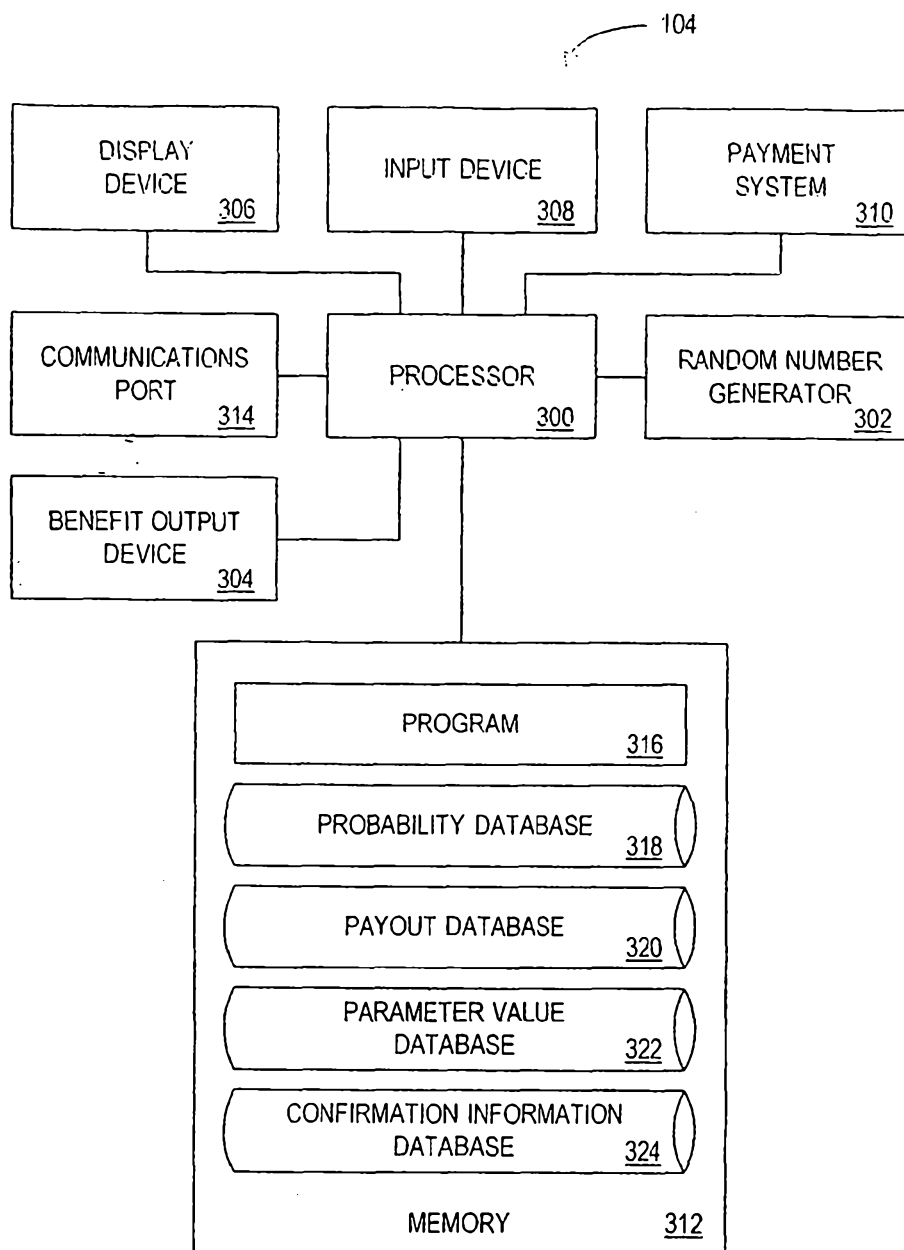 104
DISPLAY
DEVICE
306
INPUT DEVICE
308
PAYMENT
SYSTEM
310
COMMUNICATIONS
PORT
314
PROCESSOR
300
RANDOM NUMBER
GENERATOR
302
BENEFIT OUTPUT
DEVICE
304
PROGRAM
316
PROBABILITY DATABASE
318
PAYOUT DATABASE
320
PARAMETER VALUE
DATABASE
322
CONFIRMATION INFORMATION
DATABASE
324
MEMORY
312